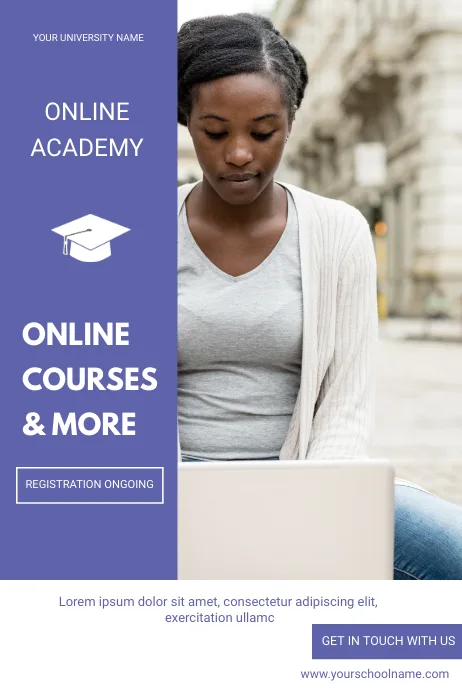 YOUR UNIVERSITY NAME
ONLINE
ACADEMY
ONLINE
COURSES
& MORE
REGISTRATION ONGOING
Lorem ipsum dolor sit amet, consectetur adipiscing elit,
exercitation ullamc
GET IN TOUCH WITH US
www.yourschoolname.com